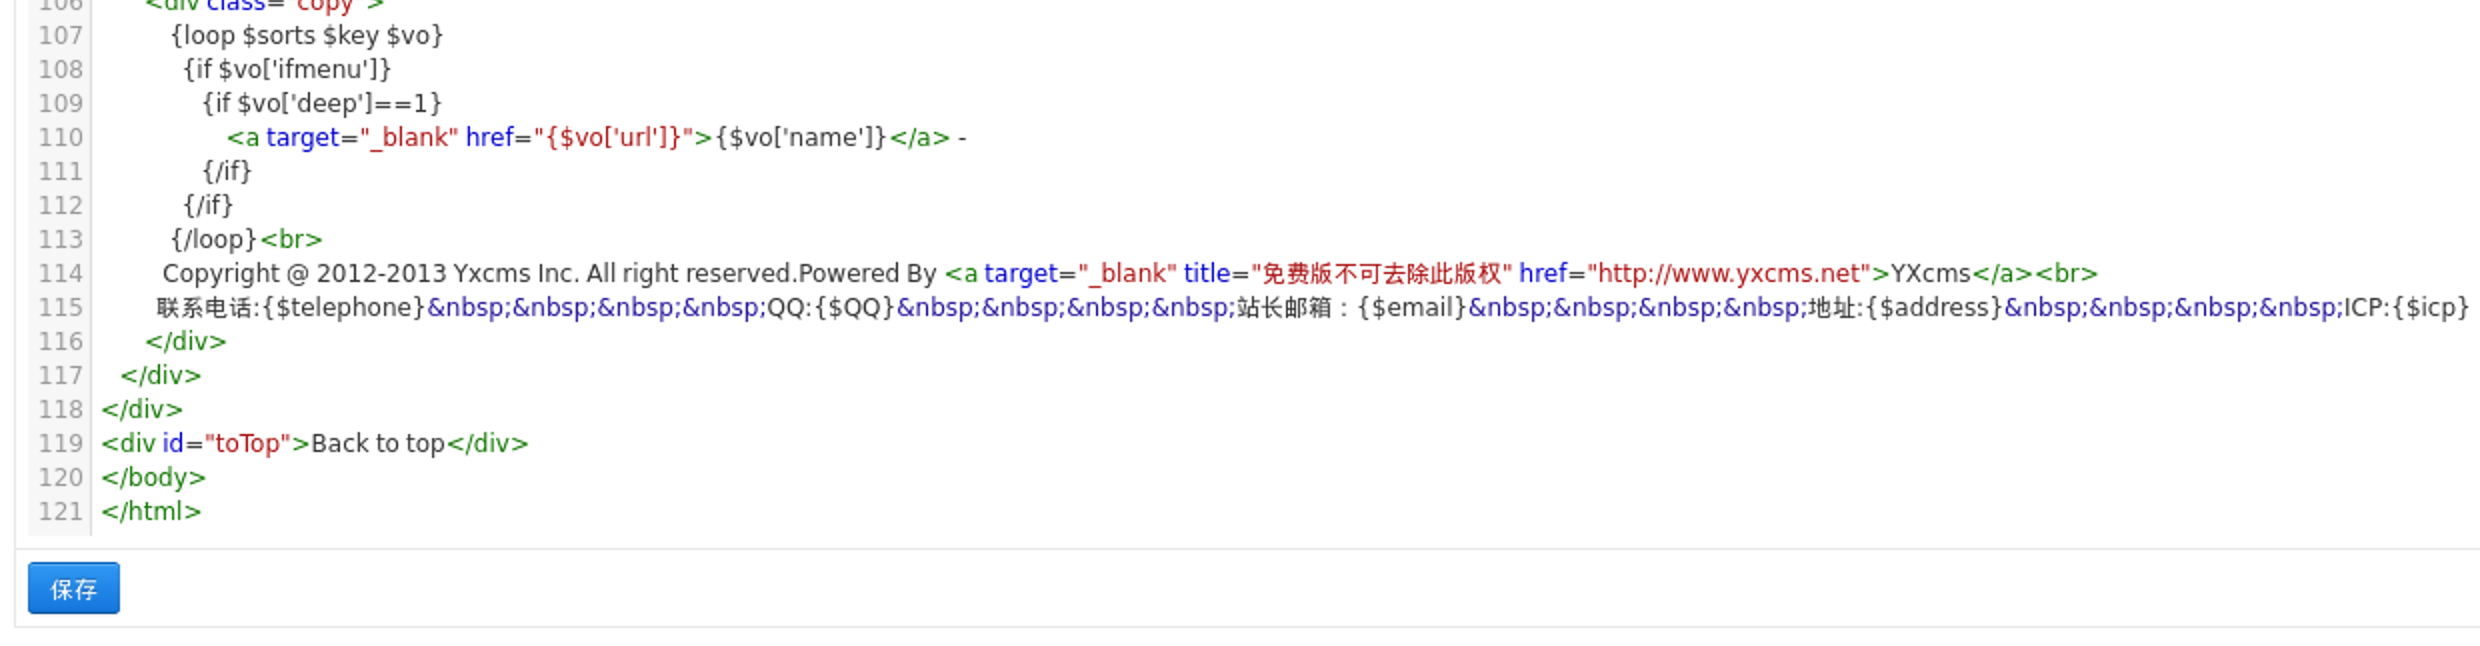 106 <div class="copy">
107 {loop $sorts $key $vo}
108 {if $vo['ifmenu']}
109 {if $vo['deep']==1}
110 <a target="_blank" href="{$vo['url']}">{$vo['name']}</a> -
111 {/if}
112 {/if}
113 {/loop}<br>
114 Copyright @ 2012-2013 Yxcms Inc. All right reserved.Powered By <a target="_blank" title="免费版不可去除此版权" href="http://www.yxcms.net">YXcms</a><br>
115 联系电话:{$telephone}&nbsp;&nbsp;&nbsp;&nbsp;QQ:{$QQ}&nbsp;&nbsp;&nbsp;&nbsp;站长邮箱：{$email}&nbsp;&nbsp;&nbsp;&nbsp;地址:{$address}&nbsp;&nbsp;&nbsp;&nbsp;ICP:{$icp}
116 </div>
117 </div>
118 </div>
119 <div id="toTop">Back to top</div>
120 </body>
121 </html>
保存